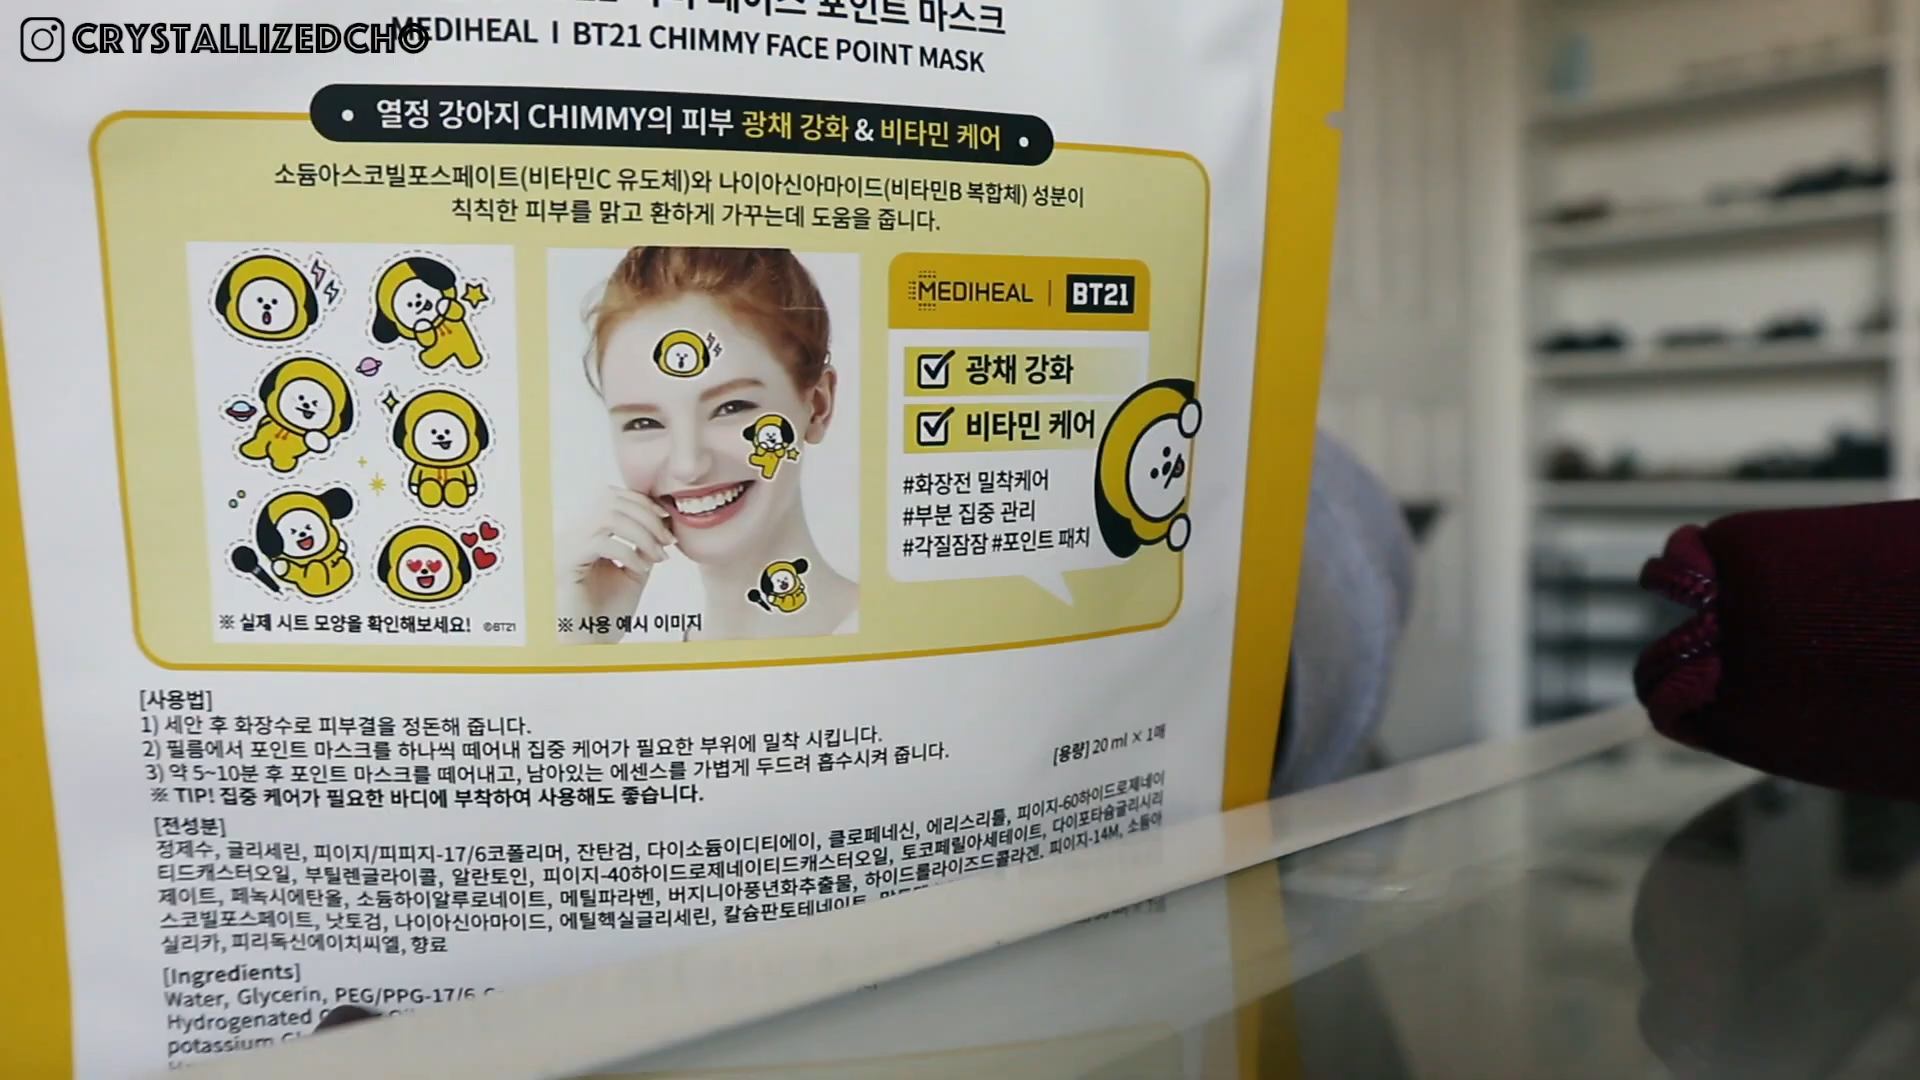 CRYSTALLIZEDCHO
포인트 마스크
MEDIHEAL I BT21 CHIMMY FACE POINT MASK
• 열정 강아지 CHIMMY의 피부 광채 강화 & 비타민 케어 •
소듐아스코빌포스페이트(비타민C 유도체)와 나이아신아마이드(비타민B 복합체) 성분이
칙칙한 피부를 맑고 환하게 가꾸는데 도움을 줍니다.
MEDIHEAL | BT21
광채 강화
비타민 케어
#화장전 밀착케어
#부분 집중 관리
#각질잠잠 #포인트 패치
※ 실제 시트 모양을 확인해보세요! ©BT21
※ 사용 예시 이미지
[사용법]
1) 세안 후 화장수로 피부결을 정돈해 줍니다.
2) 필름에서 포인트 마스크를 하나씩 떼어내 집중 케어가 필요한 부위에 밀착 시킵니다.
3) 약 5~10분 후 포인트 마스크를 떼어내고, 남아있는 에센스를 가볍게 두드려 흡수시켜 줍니다.
※ TIP! 집중 케어가 필요한 바디에 부착하여 사용해도 좋습니다.
[용량] 20 ml × 1매
[전성분]
정제수, 글리세린, 피이지/피피지-17/6코폴리머, 잔탄검, 다이소듐이디티에이, 클로페네신, 에리스리톨, 피이지-60하이드로제네이
티드캐스터오일, 부틸렌글라이콜, 알란토인, 피이지-40하이드로제네이티드캐스터오일, 토코페릴아세테이트, 다이포타슘글리시리
제이트, 페녹시에탄올, 소듐하이알루로네이트, 메틸파라벤, 버지니아풍년화추출물, 하이드롤라이즈드콜라겐, 피이지-14M, 소듐아
스코빌포스페이트, 낫토검, 나이아신아마이드, 에틸헥실글리세린, 칼슘판토테네이트,
실리카, 피리독신에이치씨엘, 향료
[Ingredients]
Water, Glycerin, PEG/PPG-17/6
Hydrogenated
potassium